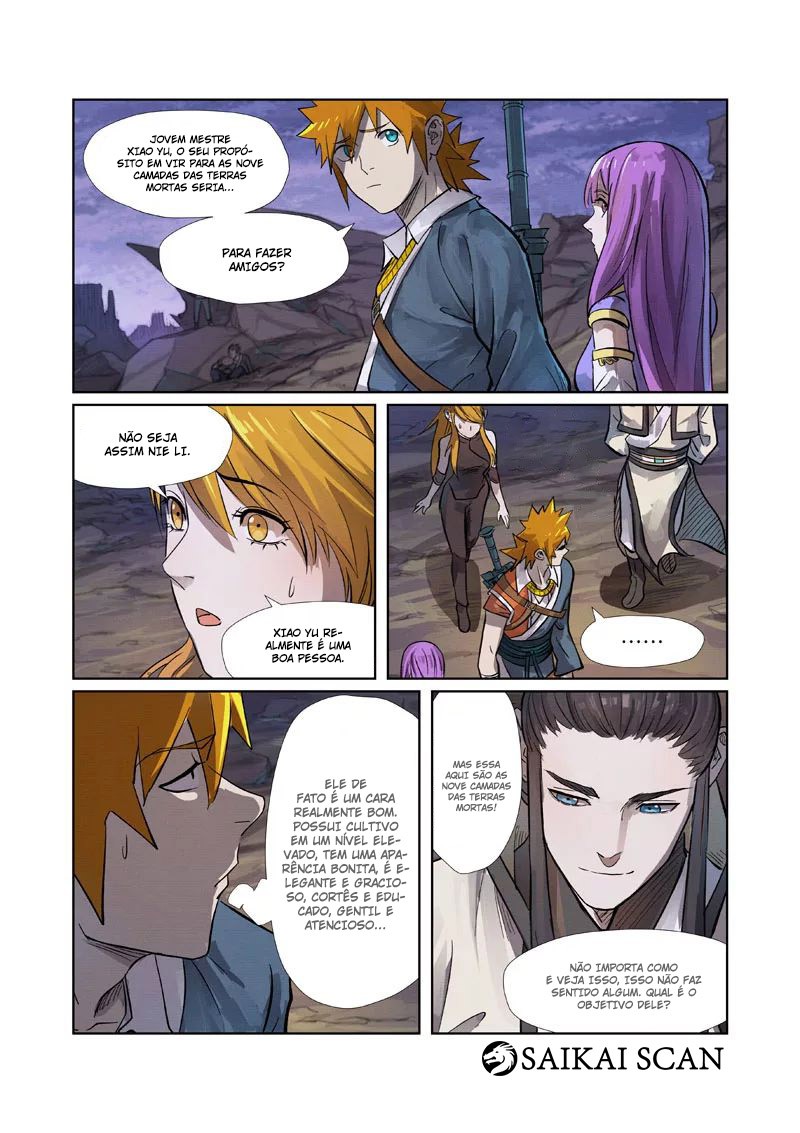 JOVEM MESTRE
XIAO YU, O SEU PROPÓ-
SITO EM VIR PARA AS NOVE
CAMADAS DAS TERRAS
MORTAS SERIA...
PARA FAZER
AMIGOS?
NÃO SEJA
ASSIM NIE LI.
XIAO YU RE-
ALMENTE É UMA
BOA PESSOA.
......
ELE DE
FATO É UM CARA
REALMENTE BOM.
POSSUI CULTIVO
EM UM NÍVEL ELE-
VADO, TEM UMA APA-
RÊNCIA BONITA, É E-
LEGANTE E GRACIO-
SO, CORTÊS E EDU-
CADO, GENTIL E
ATENCIOSO...
MAS ESSA
AQUI SÃO AS
NOVE CAMADAS
DAS TERRAS
MORTAS!
NÃO IMPORTA COMO
E VEJA ISSO, ISSO NÃO FAZ
SENTIDO ALGUM. QUAL É O
OBJETIVO DELE?
SAIKAI SCAN